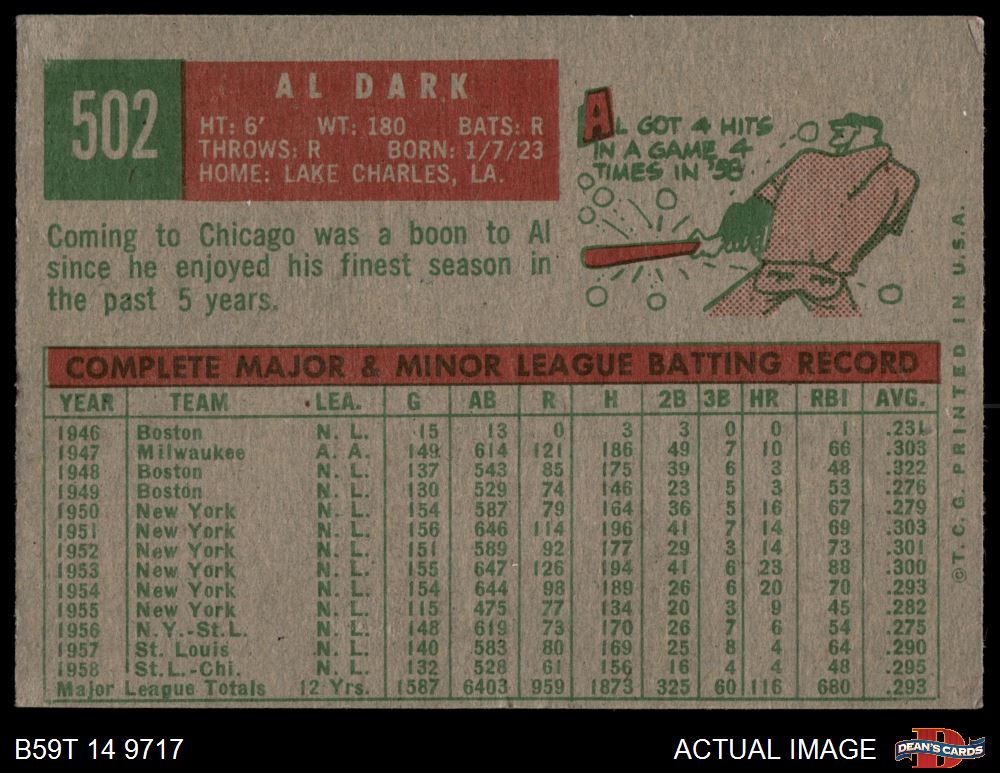 502
AL DARK
HT: 6' WT: 180 BATS: R
THROWS: R BORN: 1/7/23
HOME: LAKE CHARLES, LA.
AL GOT 4 HITS
IN A GAME 4
TIMES IN '58
Coming to Chicago was a boon to Al
since he enjoyed his finest season in
the past 5 years.
COMPLETE MAJOR & MINOR LEAGUE BATTING RECORD
YEAR TEAM LEA. G AB R H 2B 3B HR RBI AVG.
1946 Boston N. L. 15 13 0 3 3 0 0 1 .231
1947 Milwaukee A. A. 149 614 121 186 49 7 10 66 .303
1948 Boston N. L. 137 543 85 175 39 6 3 48 .322
1949 Boston N. L. 130 529 74 146 23 5 3 53 .276
1950 New York N. L. 154 587 79 164 36 5 16 67 .279
1951 New York N. L. 156 646 114 196 41 7 14 69 .303
1952 New York N. L. 151 589 92 177 29 3 14 73 .301
1953 New York N. L. 155 647 126 194 41 6 23 88 .300
1954 New York N. L. 154 644 98 189 26 6 20 70 .293
1955 New York N. L. 115 475 77 134 20 3 9 45 .282
1956 N.Y.-St.L. N. L. 148 619 73 170 26 7 6 54 .275
1957 St. Louis N. L. 140 583 80 169 25 8 4 64 .290
1958 St.L.-Chi. N. L. 132 528 61 156 16 4 4 48 .295
Major League Totals 12 Yrs. 1587 6403 959 1873 325 60 116 680 .293
©T. C. G. PRINTED IN U.S.A.
B59T 14 9717
ACTUAL IMAGE
D
DEAN'S CARDS